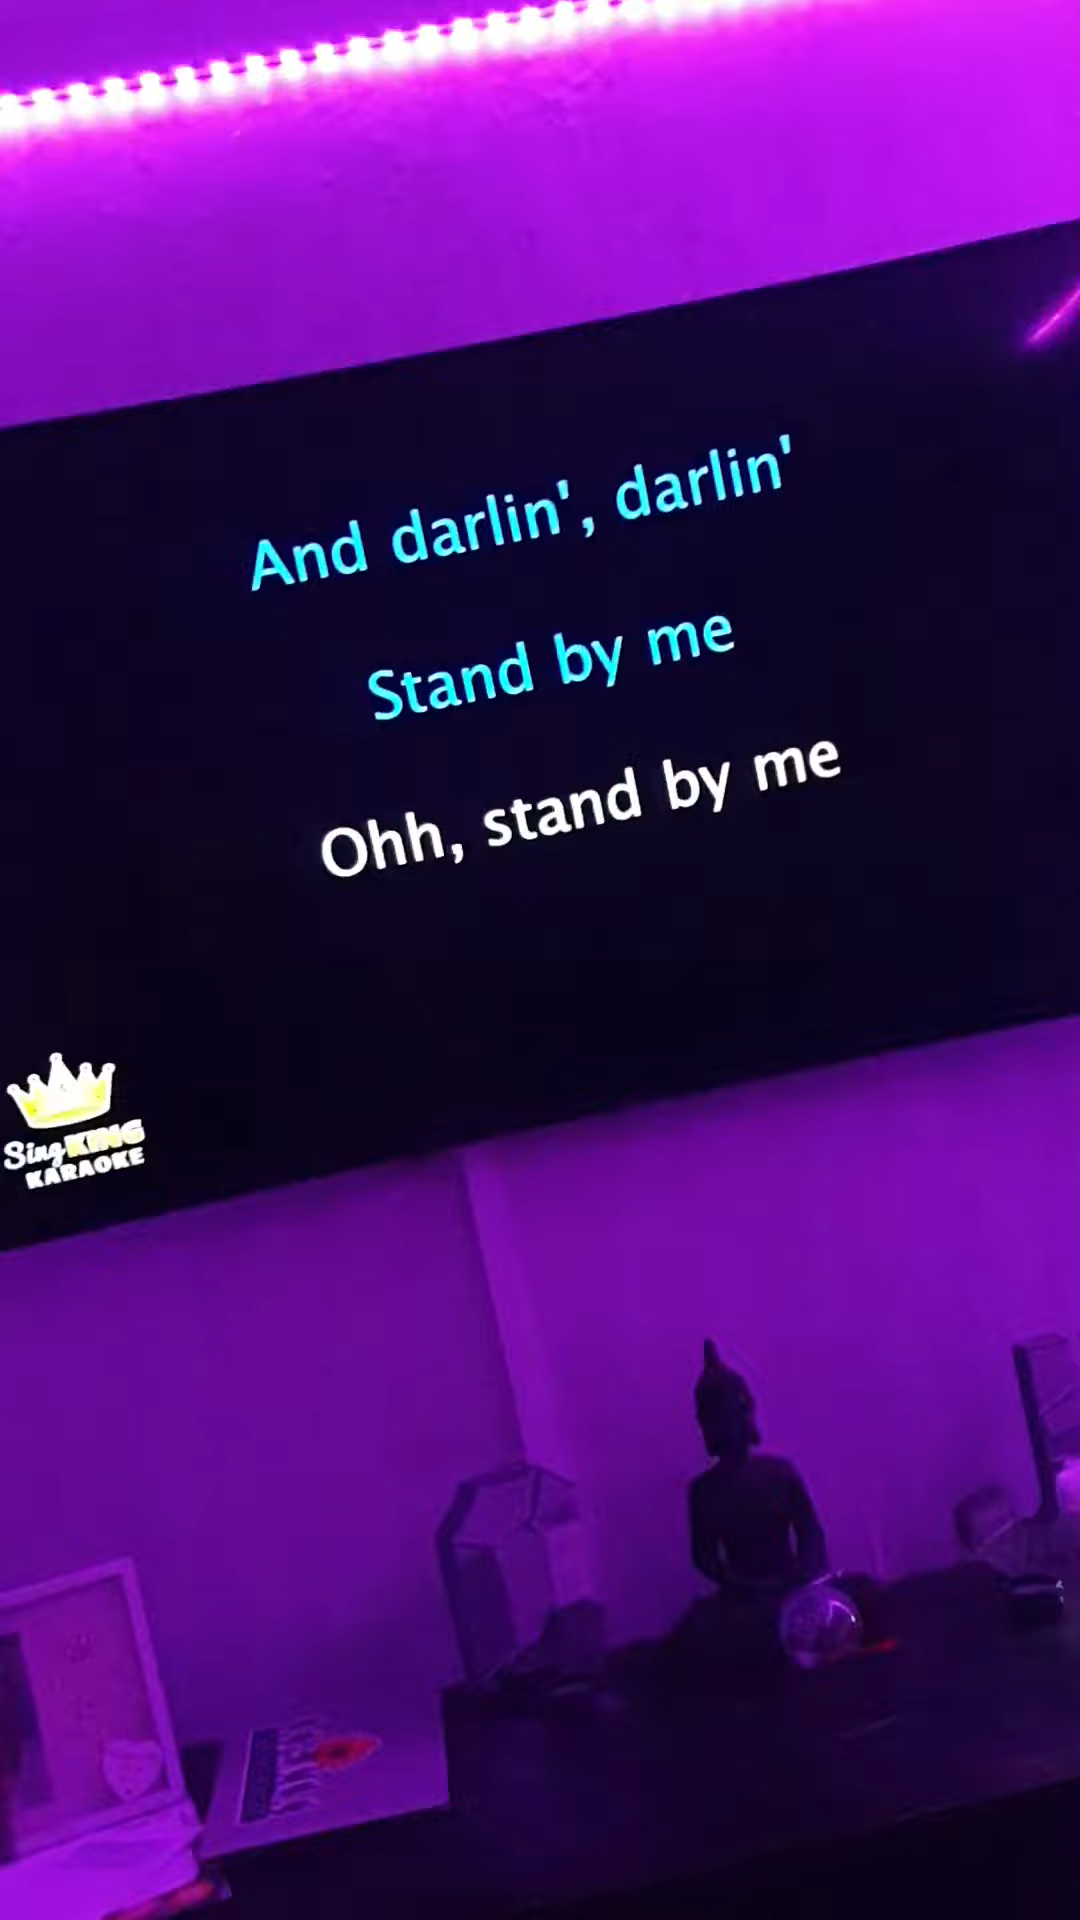 And darlin', darlin'
Stand by me
Ohh, stand by me
Sing KING
KARAOKE